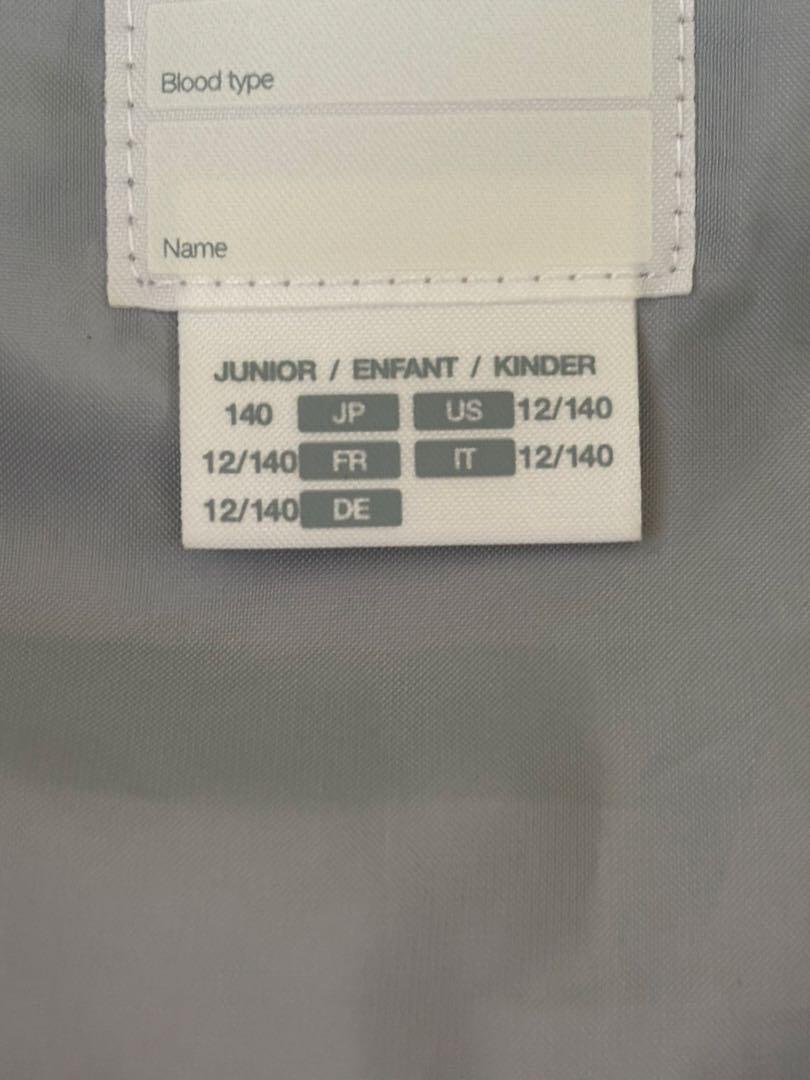 Blood type
Name
JUNIOR / ENFANT / KINDER
140 JP US 12/140
12/140 FR IT 12/140
12/140 DE